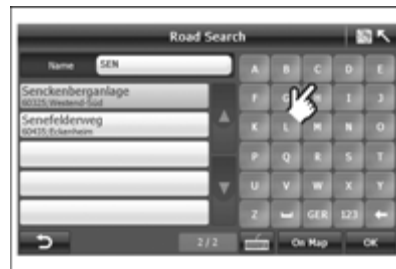 Road Search
Name SEN
Senckenberganlage
60325, Westend-Süd
Senefelderweg
60435, Eckenheim
A B C D E
F G I J
K L M N O
P Q R S T
U V W X Y
Z GER 123
2/2 On Map OK